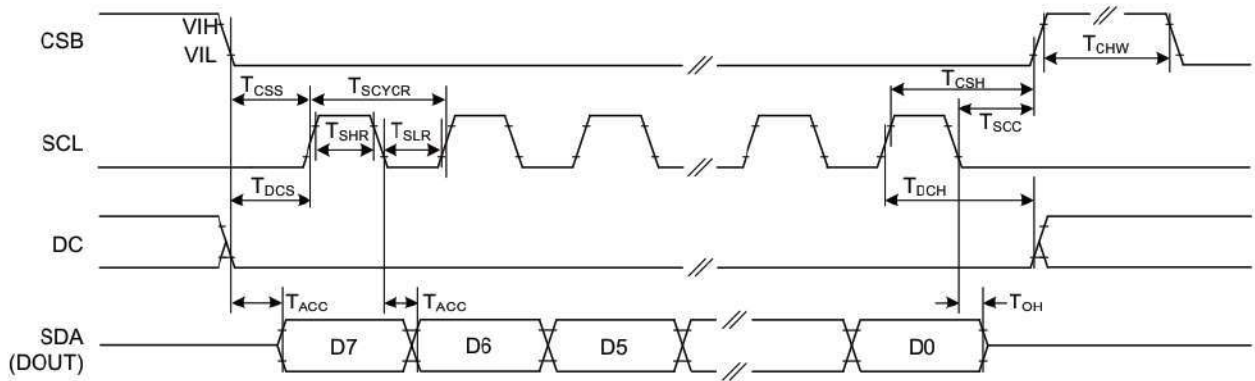 CSB
VIH
VIL
TCHW
TCSS
TSCYCR
TCSH
TSCC
SCL
TSHR
TSLR
TDCS
TDCH
DC
TACC
TACC
TOH
SDA
(DOUT)
D7
D6
D5
D0